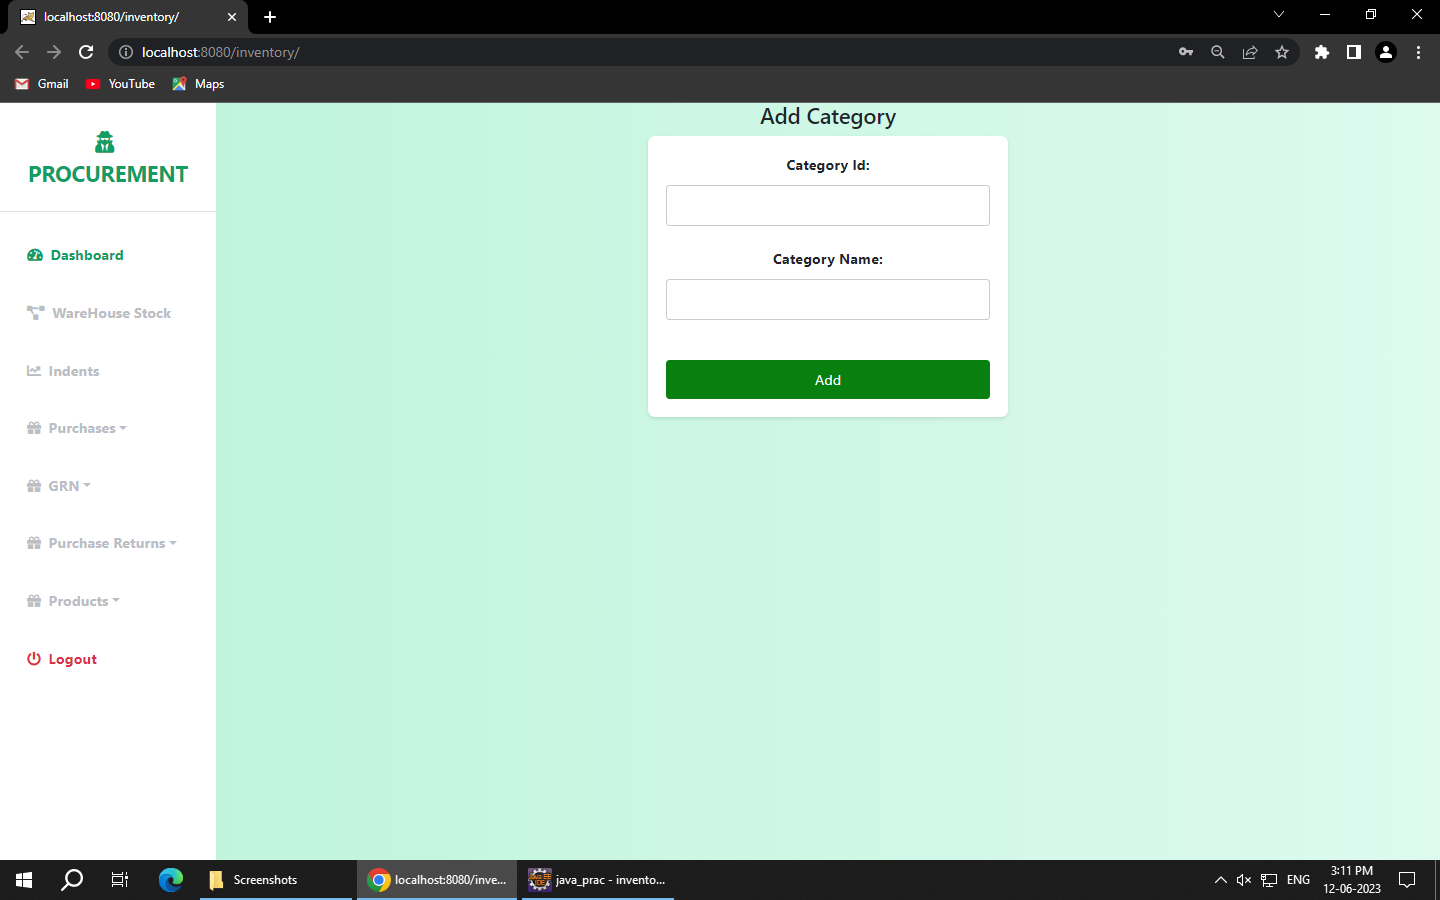 localhost:8080/inventory/
localhost:8080/inventory/
Gmail
YouTube
Maps
PROCUREMENT
Dashboard
WareHouse Stock
Indents
Purchases
GRN
Purchase Returns
Products
Logout
Add Category
Category Id:
Category Name:
Add
Screenshots
localhost:8080/inve...
java_prac - invento...
ENG
3:11 PM
12-06-2023